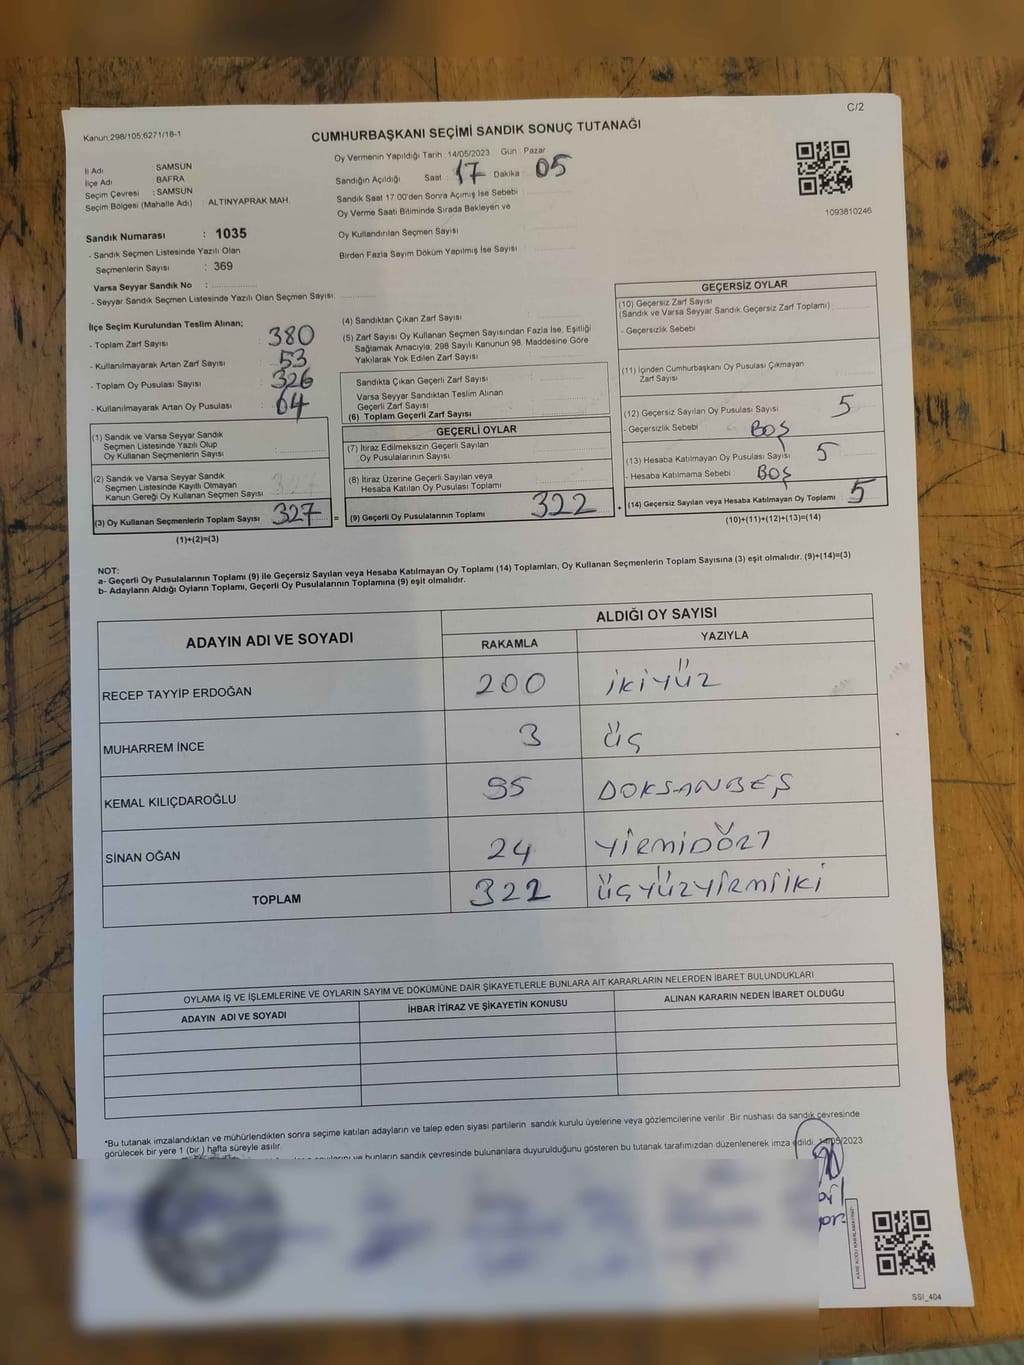 C/2
Kanun:298/105;6271/18-1
CUMHURBAŞKANI SEÇİMİ SANDIK SONUÇ TUTANAĞI
İl Adı : SAMSUN
İlçe Adı : BAFRA
Seçim Çevresi : SAMSUN
Seçim Bölgesi (Mahalle Adı) : ALTINYAPRAK MAH.
Oy Vermenin Yapıldığı Tarih :14/05/2023 Gün : Pazar
Sandığın Açıldığı Saat : 17 Dakika : 05
Sandık Saat 17:00'den Sonra Açımış İse Sebebi :
Oy Verme Saati Bitiminde Sırada Bekleyen ve
Oy Kullandırılan Seçmen Sayısı :
Birden Fazla Sayım Döküm Yapılmış İse Sayısı :
1093810246
Sandık Numarası : 1035
- Sandık Seçmen Listesinde Yazılı Olan
Seçmenlerin Sayısı : 369
Varsa Seyyar Sandık No :
- Seyyar Sandık Seçmen Listesinde Yazılı Olan Seçmen Sayısı:
İlçe Seçim Kurulundan Teslim Alınan;
- Toplam Zarf Sayısı : 380
- Kullanılmayarak Artan Zarf Sayısı : 53
- Toplam Oy Pusulası Sayısı : 326
- Kullanılmayarak Artan Oy Pusulası : 64
(1) Sandık ve Varsa Seyyar Sandık
Seçmen Listesinde Yazılı Olup
Oy Kullanan Seçmenlerin Sayısı :
(2) Sandık ve Varsa Seyyar Sandık
Seçmen Listesinde Kayıtlı Olmayan
Kanun Gereği Oy Kullanan Seçmen Sayısı :
(3) Oy Kullanan Seçmenlerin Toplam Sayısı : 327 =
(1)+(2)=(3)
(4) Sandıktan Çıkan Zarf Sayısı :
(5) Zarf Sayısı Oy Kullanan Seçmen Sayısından Fazla İse, Eşitliği
Sağlamak Amacıyla; 298 Sayılı Kanunun 98. Maddesine Göre
Yakılarak Yok Edilen Zarf Sayısı :
Sandıkta Çıkan Geçerli Zarf Sayısı :
Varsa Seyyar Sandıktan Teslim Alınan
Geçerli Zarf Sayısı :
(6) Toplam Geçerli Zarf Sayısı :
GEÇERLİ OYLAR
(7) İtiraz Edilmeksizin Geçerli Sayılan
Oy Pusulalarının Sayısı :
(8) İtiraz Üzerine Geçerli Sayılan veya
Hesaba Katılan Oy Pusulası Toplamı :
(9) Geçerli Oy Pusulalarının Toplamı : 322 +
GEÇERSİZ OYLAR
(10) Geçersiz Zarf Sayısı
(Sandık ve Varsa Seyyar Sandık Geçersiz Zarf Toplamı) :
- Geçersizlik Sebebi :
(11) İçinden Cumhurbaşkanı Oy Pusulası Çıkmayan
Zarf Sayısı :
(12) Geçersiz Sayılan Oy Pusulası Sayısı : 5
- Geçersizlik Sebebi : BOŞ
(13) Hesaba Katılmayan Oy Pusulası Sayısı : 5
- Hesaba Katılmama Sebebi : BOŞ
(14) Geçersiz Sayılan veya Hesaba Katılmayan Oy Toplamı : 5
(10)+(11)+(12)+(13)=(14)
NOT:
a- Geçerli Oy Pusulalarının Toplamı (9) ile Geçersiz Sayılan veya Hesaba Katılmayan Oy Toplamı (14) Toplamları, Oy Kullanan Seçmenlerin Toplam Sayısına (3) eşit olmalıdır. (9)+(14)=(3)
b- Adayların Aldığı Oyların Toplamı, Geçerli Oy Pusulalarının Toplamına (9) eşit olmalıdır.
ADAYIN ADI VE SOYADI
ALDIĞI OY SAYISI
RAKAMLA YAZIYLA
RECEP TAYYİP ERDOĞAN 200 İKİYÜZ
MUHARREM İNCE 3 ÜÇ
KEMAL KILIÇDAROĞLU 95 DOKSANBEŞ
SİNAN OĞAN 24 YİRMİDÖRT
TOPLAM 322 ÜÇYÜZYİRMİİKİ
OYLAMA İŞ VE İŞLEMLERİNE VE OYLARIN SAYIM VE DÖKÜMÜNE DAİR ŞİKAYETLERLE BUNLARA AİT KARARLARIN NELERDEN İBARET BULUNDUKLARI
ADAYIN ADI VE SOYADI İHBAR İTİRAZ VE ŞİKAYETİN KONUSU ALINAN KARARIN NEDEN İBARET OLDUĞU
*Bu tutanak imzalandıktan ve mühürlendikten sonra seçime katılan adayların ve talep eden siyasi partilerin sandık kurulu üyelerine veya gözlemcilerine verilir .Bir nüshası da sandık çevresinde
görülecek bir yere 1 (bir ) hafta süreyle asılır.
ve bunların sandık çevresinde bulunanlara duyurulduğunu gösteren bu tutanak tarafımızdan düzenlenerek imza edildi. 14/05/2023
SSI_404